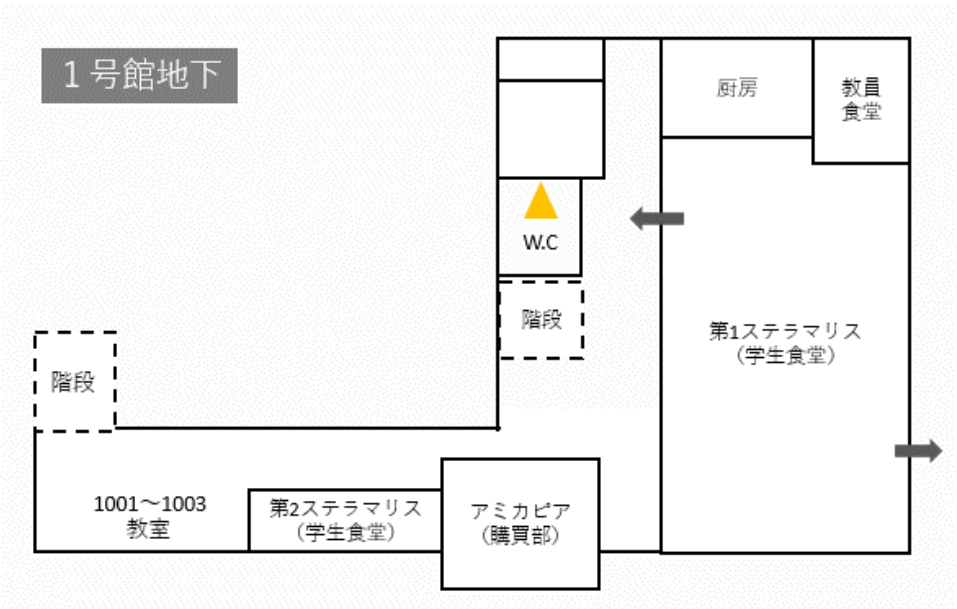 １号館地下
厨房
教員
食堂
W.C
階段
第1ステラマリス
（学生食堂）
階段
1001～1003
教室
第2ステラマリス
（学生食堂）
アミカピア
（購買部）